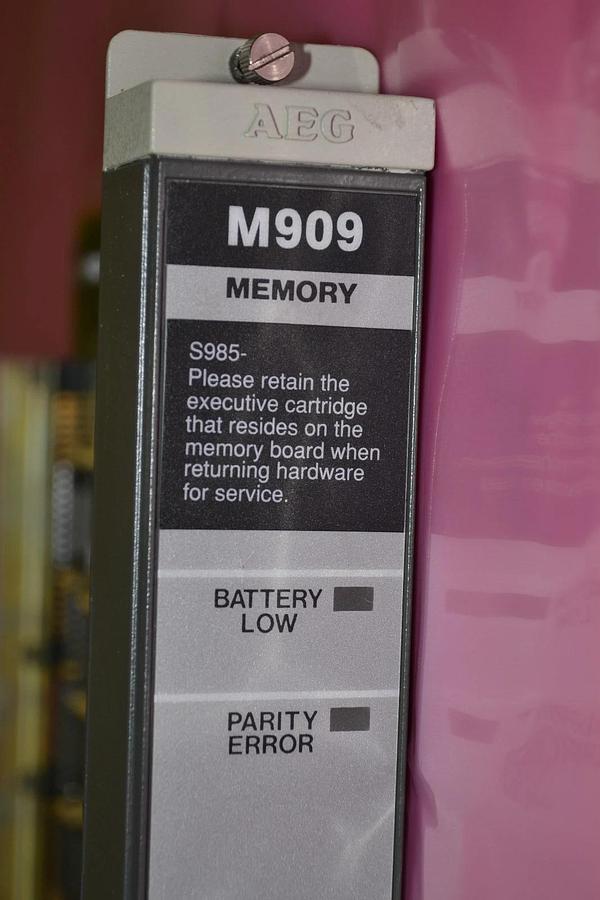 AEG
M909
MEMORY
S985-
Please retain the
executive cartridge
that resides on the
memory board when
returning hardware
for service.
BATTERY
LOW
PARITY
ERROR